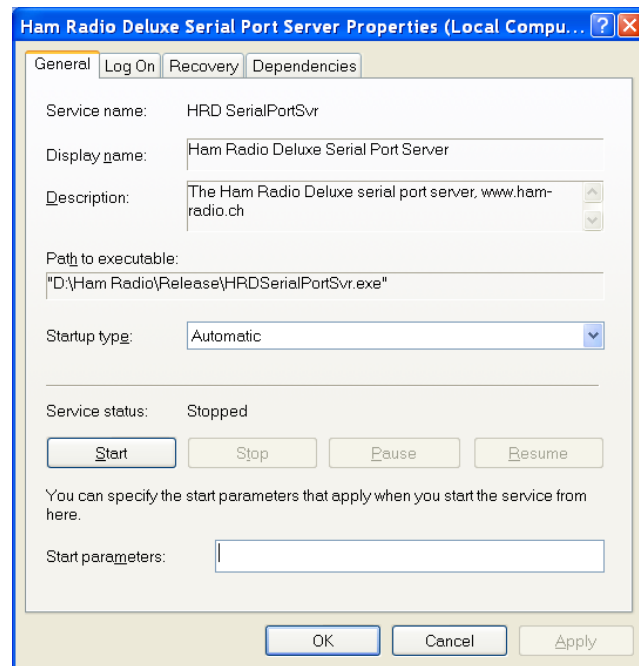 Ham Radio Deluxe Serial Port Server Properties (Local Compu...
General Log On Recovery Dependencies
Service name: HRD SerialPortSvr
Display name: Ham Radio Deluxe Serial Port Server
Description: The Ham Radio Deluxe serial port server, www.ham-
radio.ch
Path to executable:
"D:\Ham Radio\Release\HRDSerialPortSvr.exe"
Startup type: Automatic
Service status: Stopped
Start Stop Pause Resume
You can specify the start parameters that apply when you start the service from
here.
Start parameters:
OK Cancel Apply